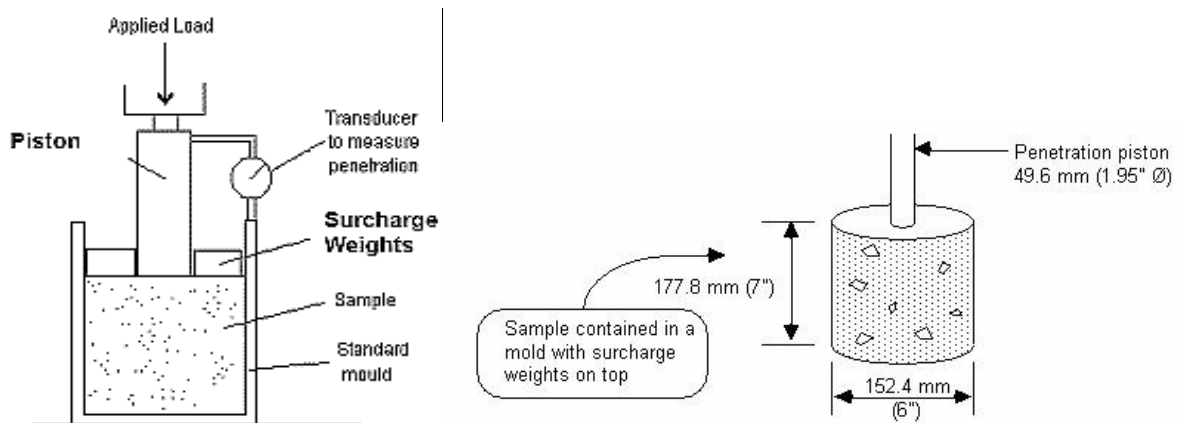 Applied Load
Piston
Transducer
to measure
penetration
Surcharge
Weights
Sample
Standard
mould
Penetration piston
49.6 mm (1.95" Ø)
177.8 mm (7")
Sample contained in a
mold with surcharge
weights on top
152.4 mm
(6")